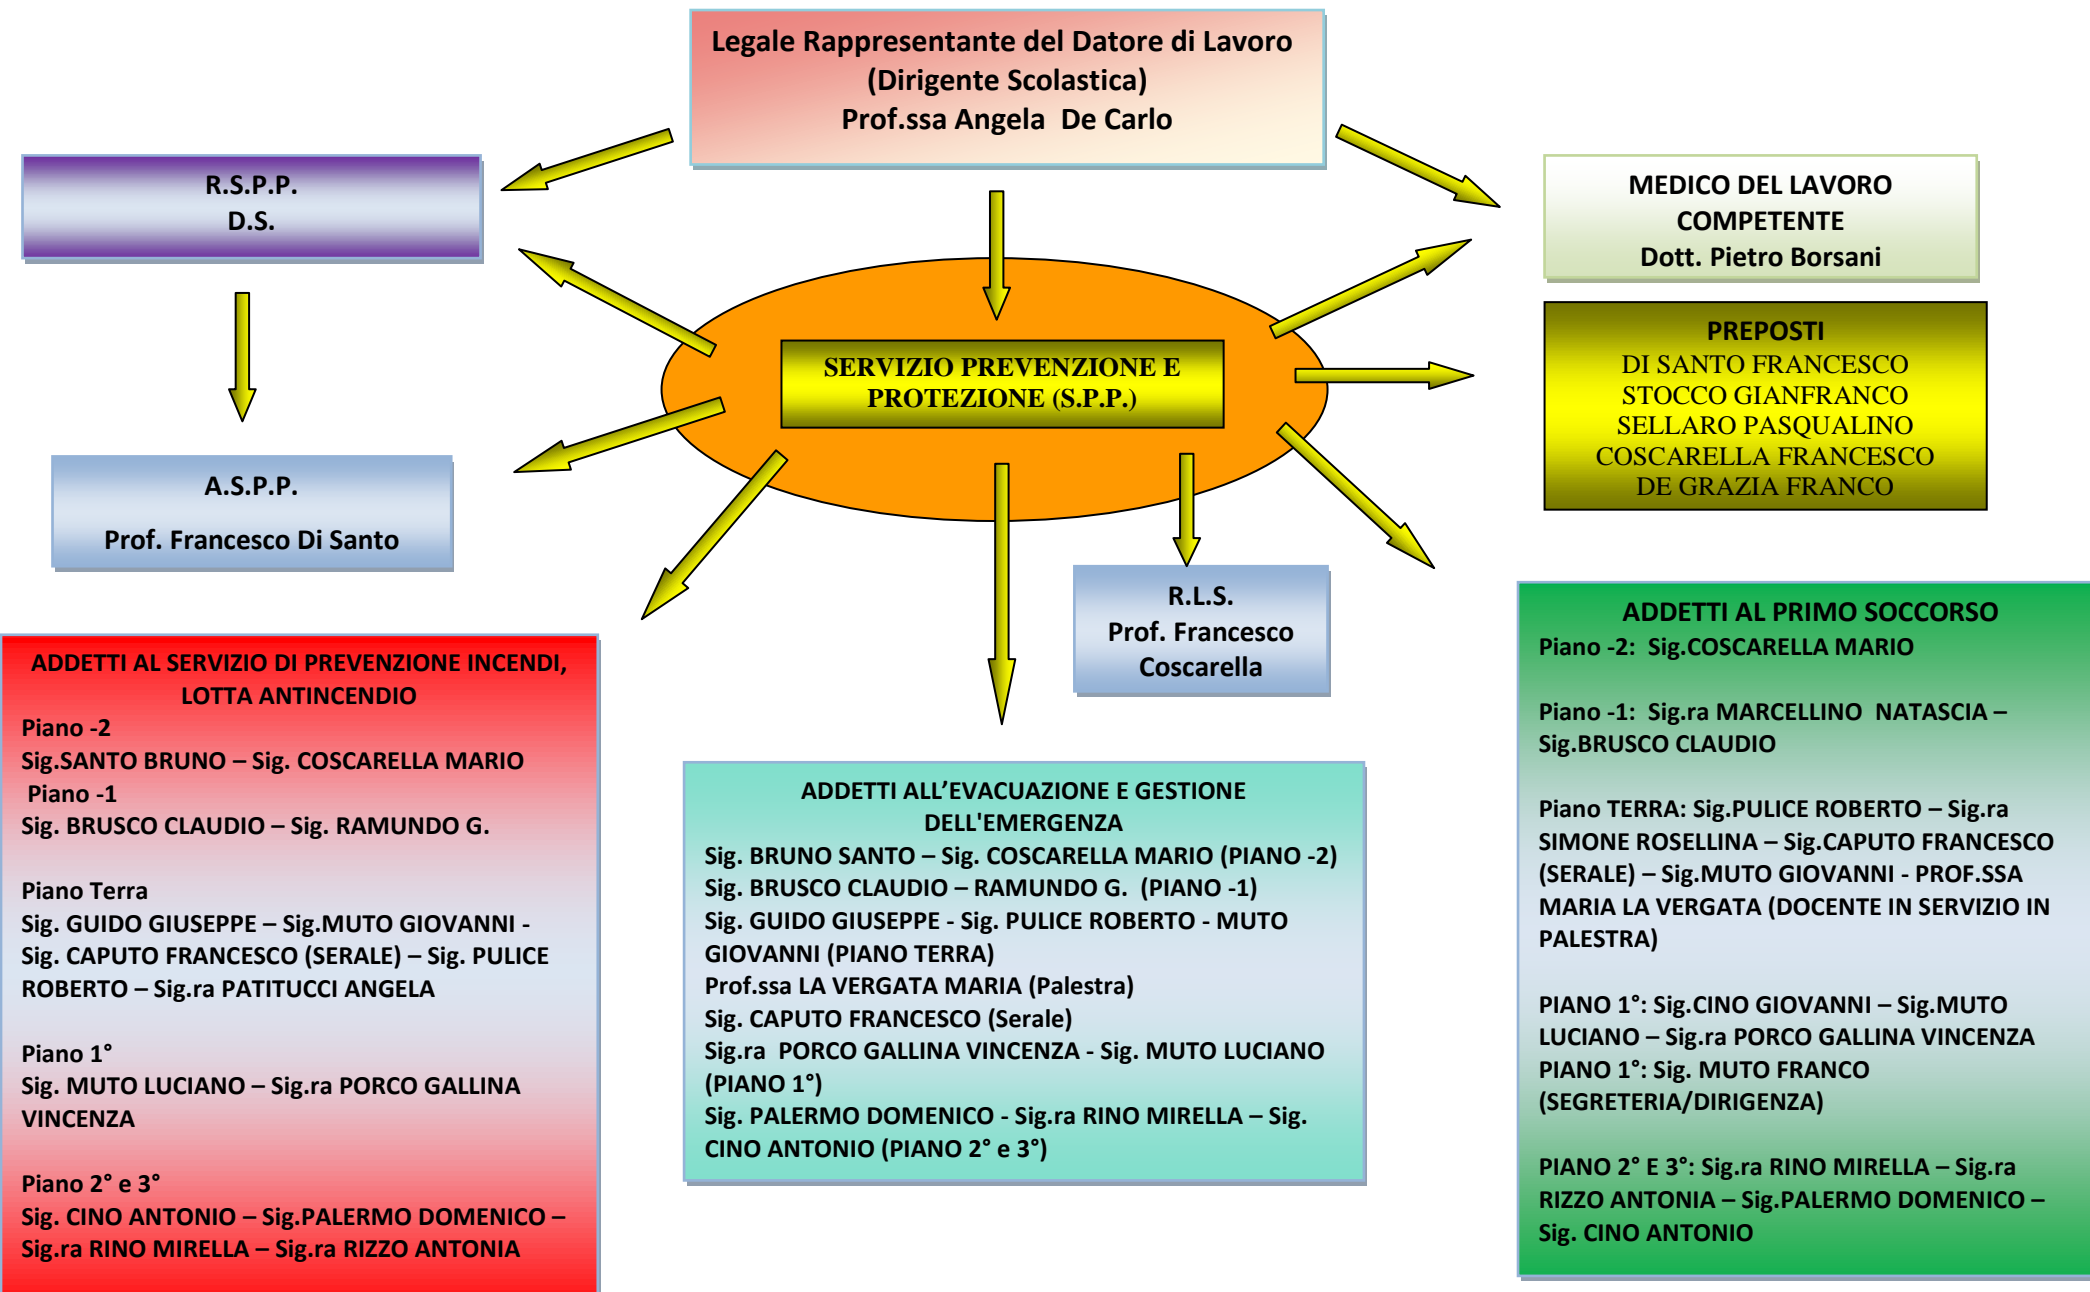 Legale Rappresentante del Datore di Lavoro
(Dirigente Scolastica)
Prof.ssa Angela De Carlo
R.S.P.P.
D.S.
MEDICO DEL LAVORO
COMPETENTE
Dott. Pietro Borsani
SERVIZIO PREVENZIONE E
PROTEZIONE (S.P.P.)
PREPOSTI
DI SANTO FRANCESCO
STOCCO GIANFRANCO
SELLARO PASQUALINO
COSCARELLA FRANCESCO
DE GRAZIA FRANCO
A.S.P.P.
Prof. Francesco Di Santo
R.L.S.
Prof. Francesco
Coscarella
ADDETTI AL SERVIZIO DI PREVENZIONE INCENDI,
LOTTA ANTINCENDIO
Piano -2
Sig.SANTO BRUNO – Sig. COSCARELLA MARIO
Piano -1
Sig. BRUSCO CLAUDIO – Sig. RAMUNDO G.
Piano Terra
Sig. GUIDO GIUSEPPE – Sig.MUTO GIOVANNI -
Sig. CAPUTO FRANCESCO (SERALE) – Sig. PULICE
ROBERTO – Sig.ra PATITUCCI ANGELA
Piano 1°
Sig. MUTO LUCIANO – Sig.ra PORCO GALLINA
VINCENZA
Piano 2° e 3°
Sig. CINO ANTONIO – Sig.PALERMO DOMENICO –
Sig.ra RINO MIRELLA – Sig.ra RIZZO ANTONIA
ADDETTI ALL’EVACUAZIONE E GESTIONE
DELL'EMERGENZA
Sig. BRUNO SANTO – Sig. COSCARELLA MARIO (PIANO -2)
Sig. BRUSCO CLAUDIO – RAMUNDO G. (PIANO -1)
Sig. GUIDO GIUSEPPE - Sig. PULICE ROBERTO - MUTO
GIOVANNI (PIANO TERRA)
Prof.ssa LA VERGATA MARIA (Palestra)
Sig. CAPUTO FRANCESCO (Serale)
Sig.ra PORCO GALLINA VINCENZA - Sig. MUTO LUCIANO
(PIANO 1°)
Sig. PALERMO DOMENICO - Sig.ra RINO MIRELLA – Sig.
CINO ANTONIO (PIANO 2° e 3°)
ADDETTI AL PRIMO SOCCORSO
Piano -2: Sig.COSCARELLA MARIO
Piano -1: Sig.ra MARCELLINO NATASCIA –
Sig.BRUSCO CLAUDIO
Piano TERRA: Sig.PULICE ROBERTO – Sig.ra
SIMONE ROSELLINA – Sig.CAPUTO FRANCESCO
(SERALE) – Sig.MUTO GIOVANNI - PROF.SSA
MARIA LA VERGATA (DOCENTE IN SERVIZIO IN
PALESTRA)
PIANO 1°: Sig.CINO GIOVANNI – Sig.MUTO
LUCIANO – Sig.ra PORCO GALLINA VINCENZA
PIANO 1°: Sig. MUTO FRANCO
(SEGRETERIA/DIRIGENZA)
PIANO 2° E 3°: Sig.ra RINO MIRELLA – Sig.ra
RIZZO ANTONIA – Sig.PALERMO DOMENICO –
Sig. CINO ANTONIO